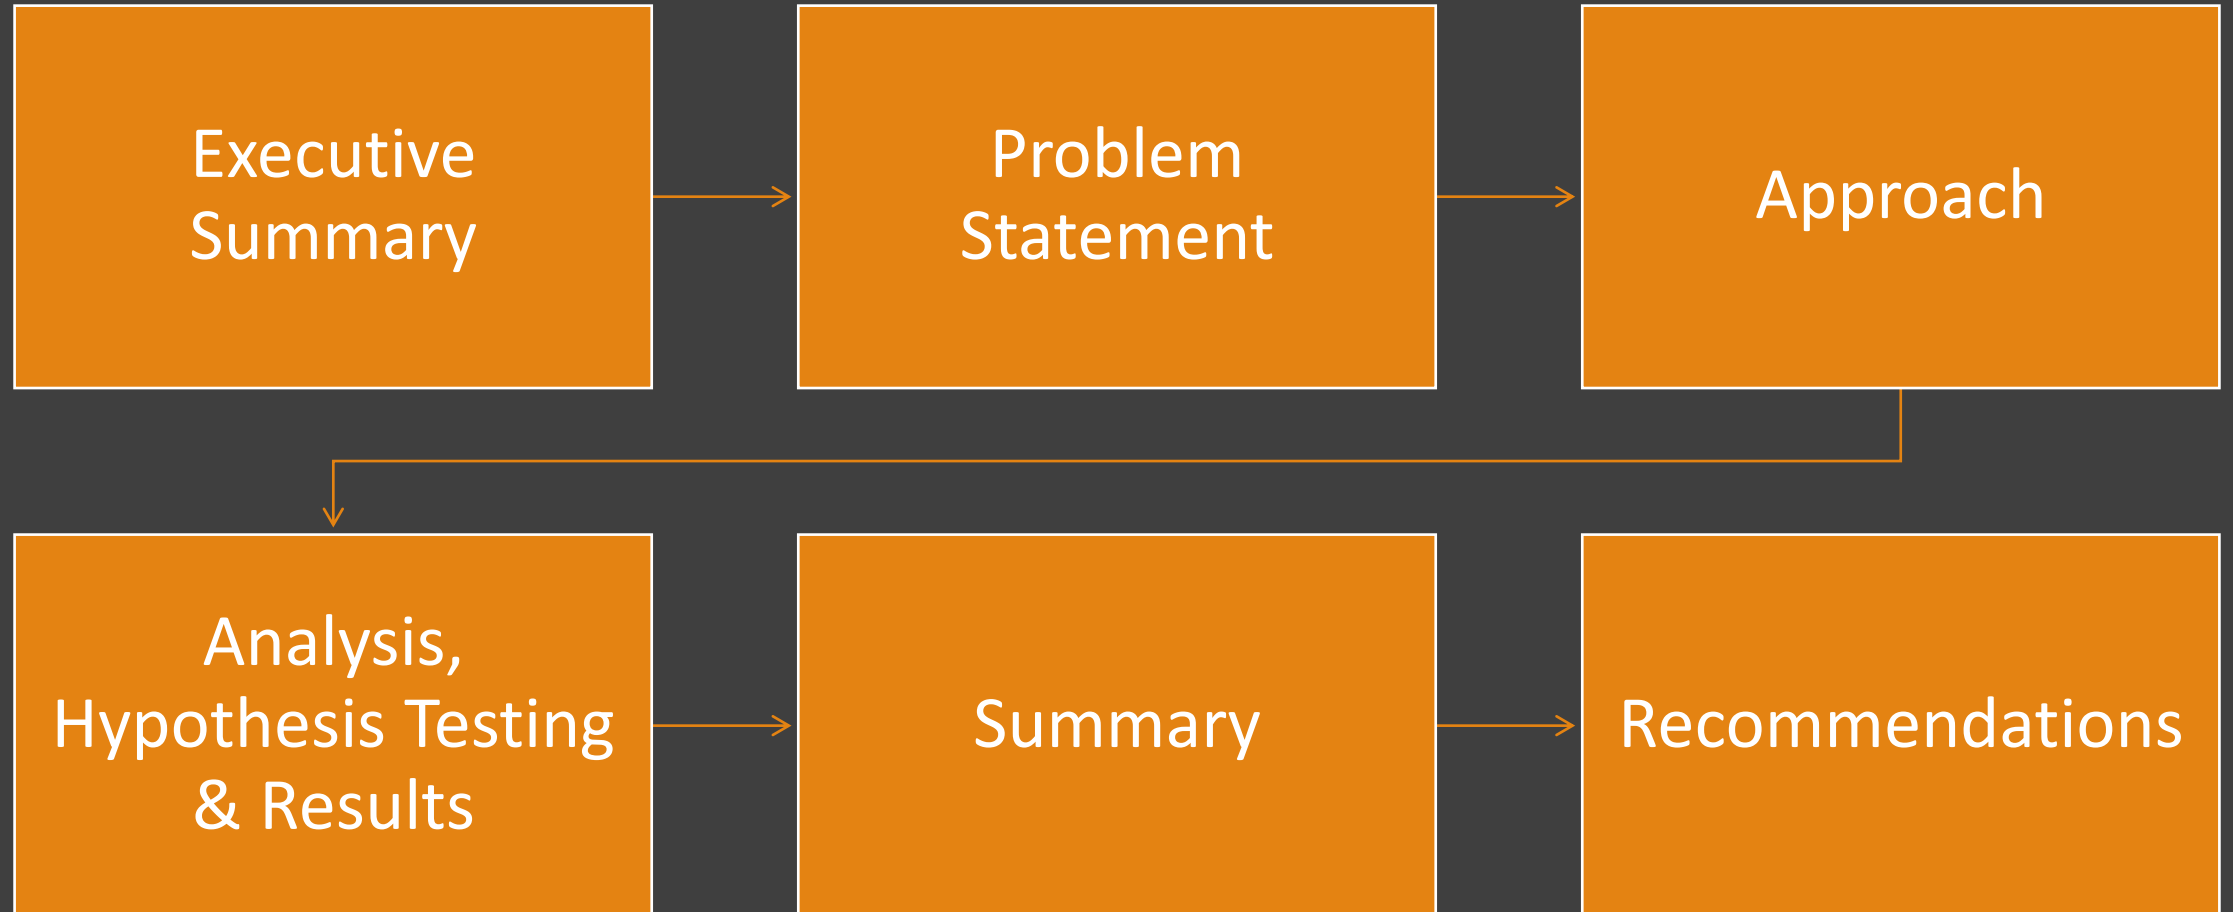 Executive
Summary
Problem
Statement
Approach
Analysis,
Hypothesis Testing
& Results
Summary
Recommendations